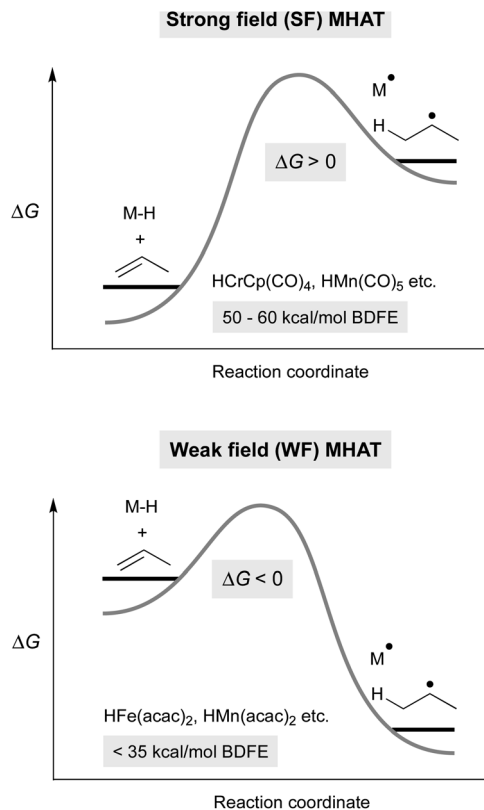 Strong field (SF) MHAT
M•
H •
ΔG > 0
ΔG
M-H
+
HCrCp(CO)₄, HMn(CO)₅ etc.
50 - 60 kcal/mol BDFE
Reaction coordinate
Weak field (WF) MHAT
M-H
+
ΔG < 0
ΔG
M•
H •
HFe(acac)₂, HMn(acac)₂ etc.
< 35 kcal/mol BDFE
Reaction coordinate